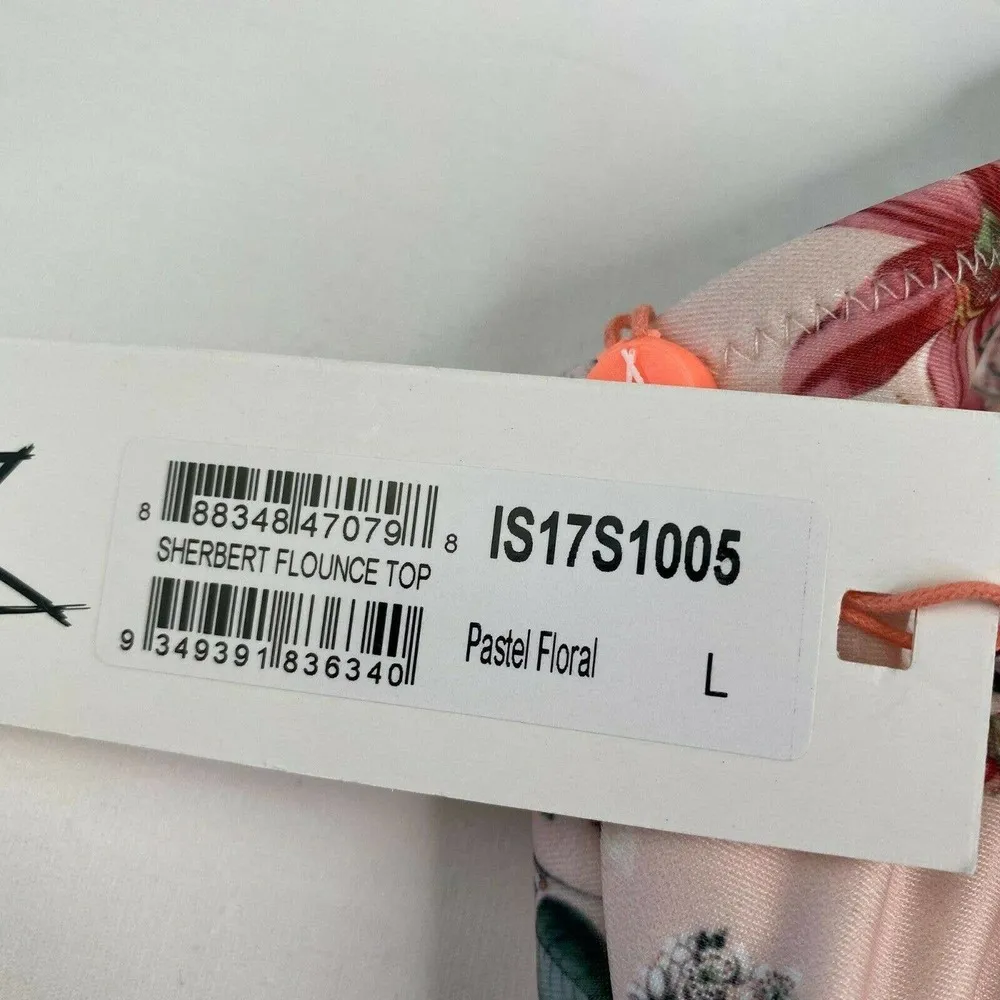 8 88348 47079 8
SHERBERT FLOUNCE TOP
9 349391 836340
IS17S1005
Pastel Floral
L